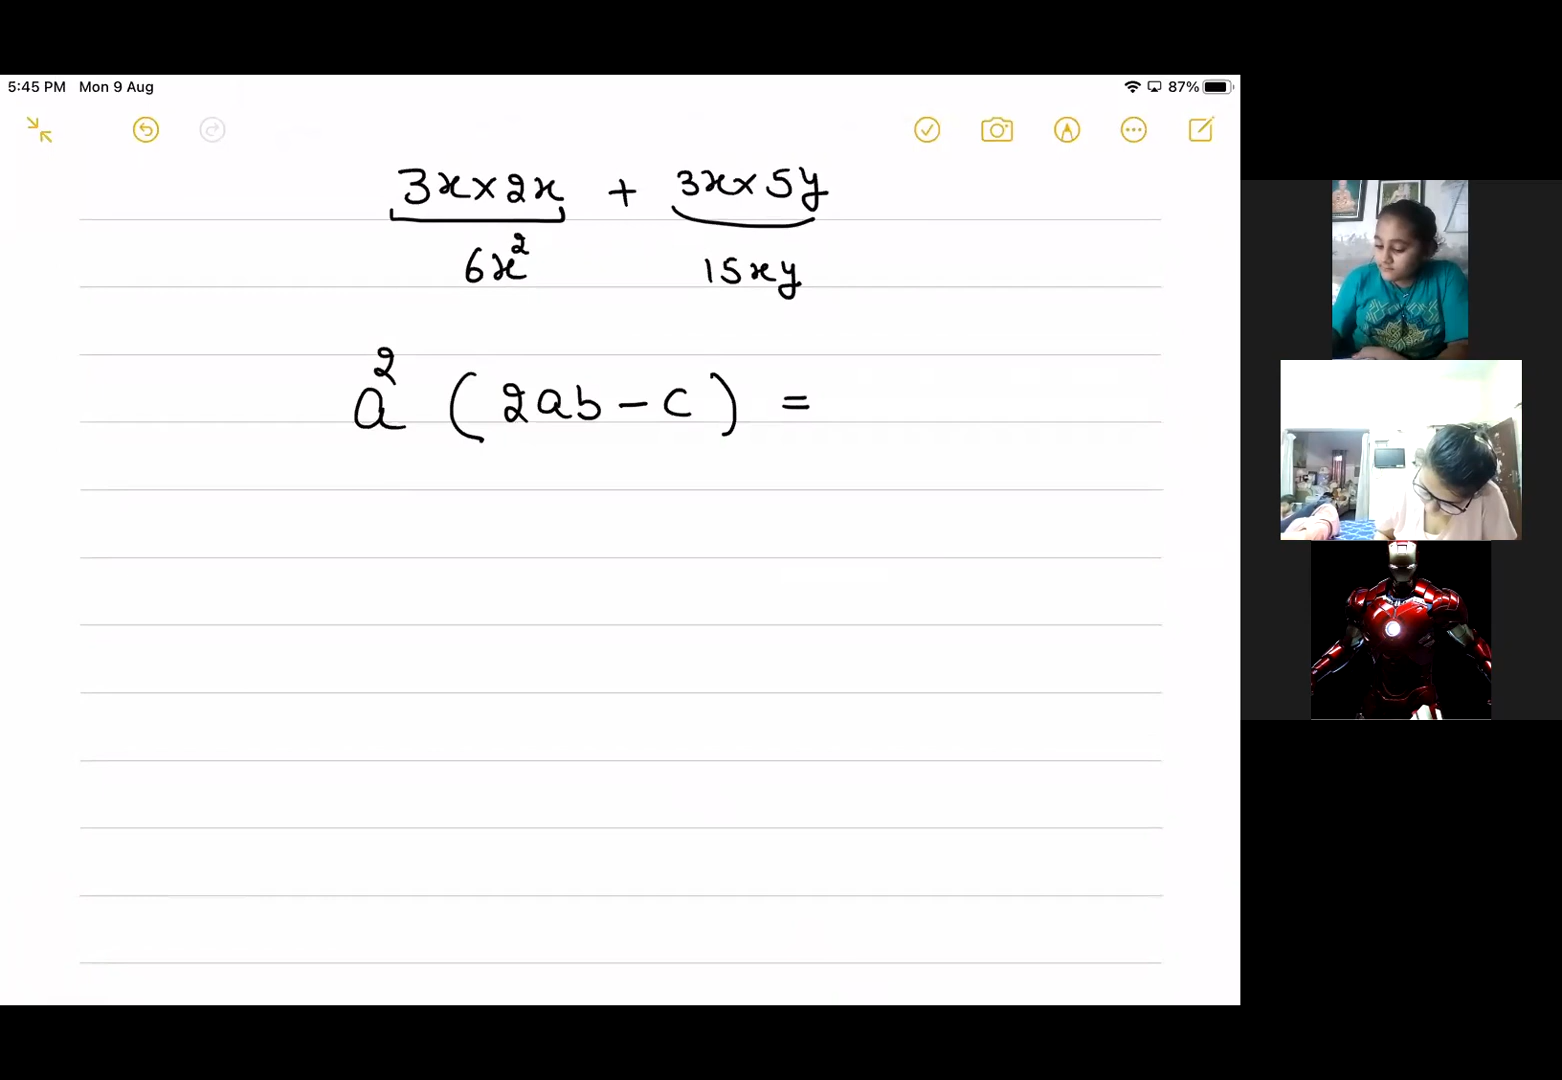 5:45 PM Mon 9 Aug 87%
3x×2x + 3x×5y
6x² 15xy
a² (2ab-c) =